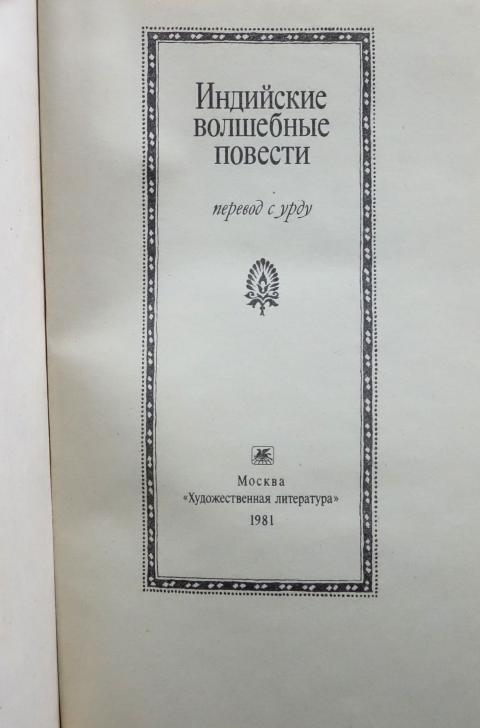 Индийские
волшебные
повести
перевод с урду
Москва
«Художественная литература»
1981